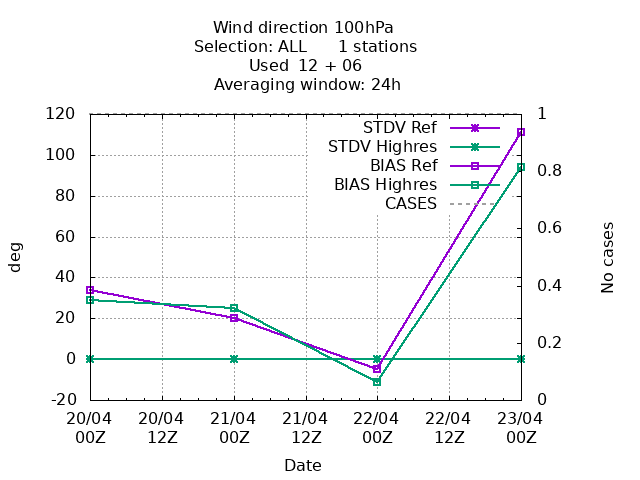 Wind direction 100hPa
Selection: ALL      1 stations
Used  12 + 06
Averaging window: 24h
120
100
80
60
40
20
0
-20
deg
1
0.8
0.6
0.4
0.2
0
No cases
STDV Ref
STDV Highres
BIAS Ref
BIAS Highres
CASES
20/04 20/04 21/04 21/04 22/04 22/04 23/04
00Z 12Z 00Z 12Z 00Z 12Z 00Z
Date